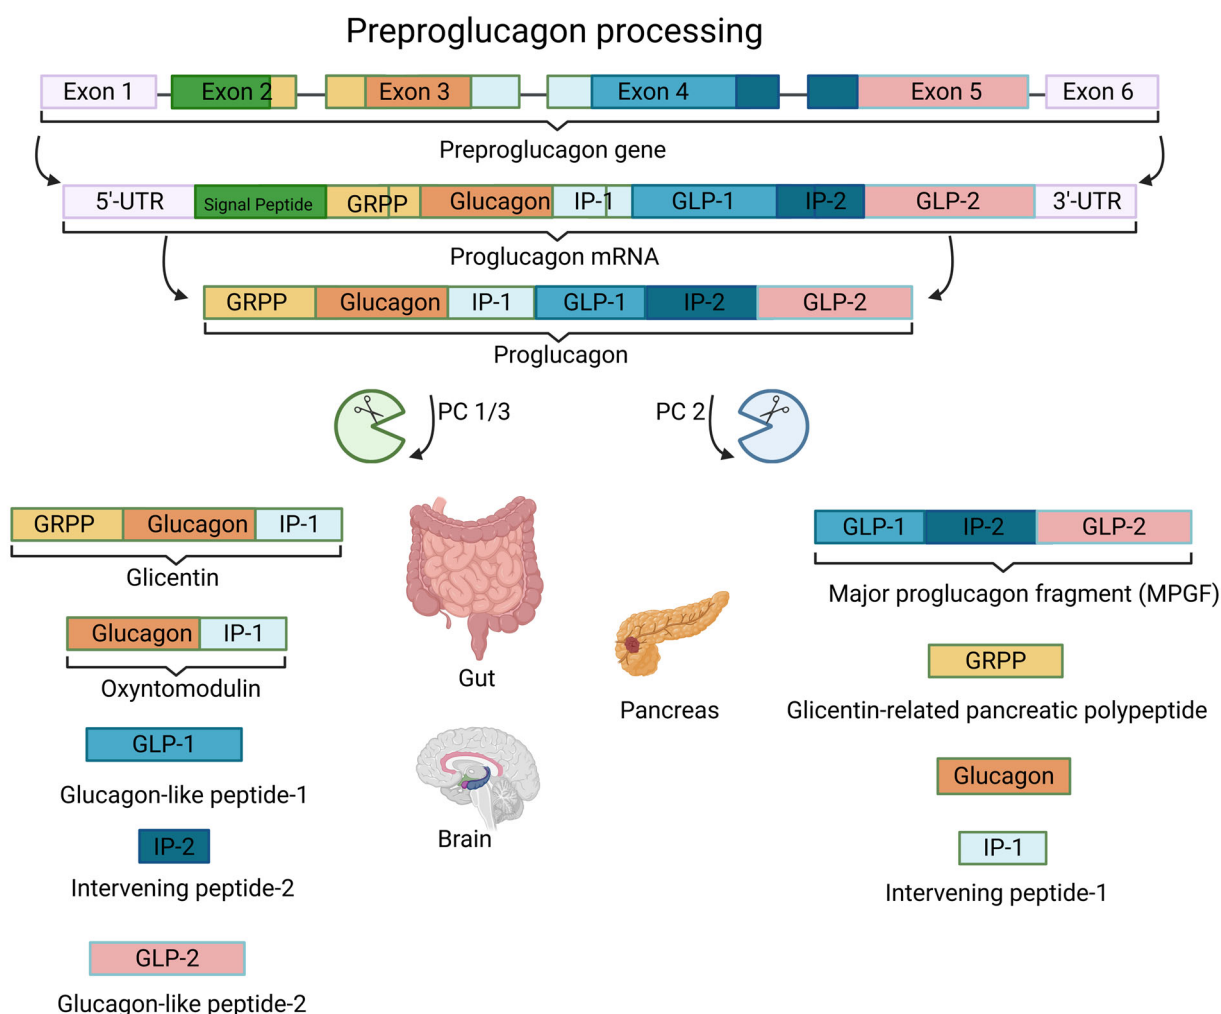 Preproglucagon processing
Exon 1 Exon 2 Exon 3 Exon 4 Exon 5 Exon 6
Preproglucagon gene
5'-UTR Signal Peptide GRPP Glucagon IP-1 GLP-1 IP-2 GLP-2 3'-UTR
Proglucagon mRNA
GRPP Glucagon IP-1 GLP-1 IP-2 GLP-2
Proglucagon
PC 1/3
PC 2
GRPP Glucagon IP-1
Glicentin
Glucagon IP-1
Oxyntomodulin
GLP-1
Glucagon-like peptide-1
IP-2
Intervening peptide-2
GLP-2
Glucagon-like peptide-2
Gut
Brain
Pancreas
GLP-1 IP-2 GLP-2
Major proglucagon fragment (MPGF)
GRPP
Glicentin-related pancreatic polypeptide
Glucagon
IP-1
Intervening peptide-1